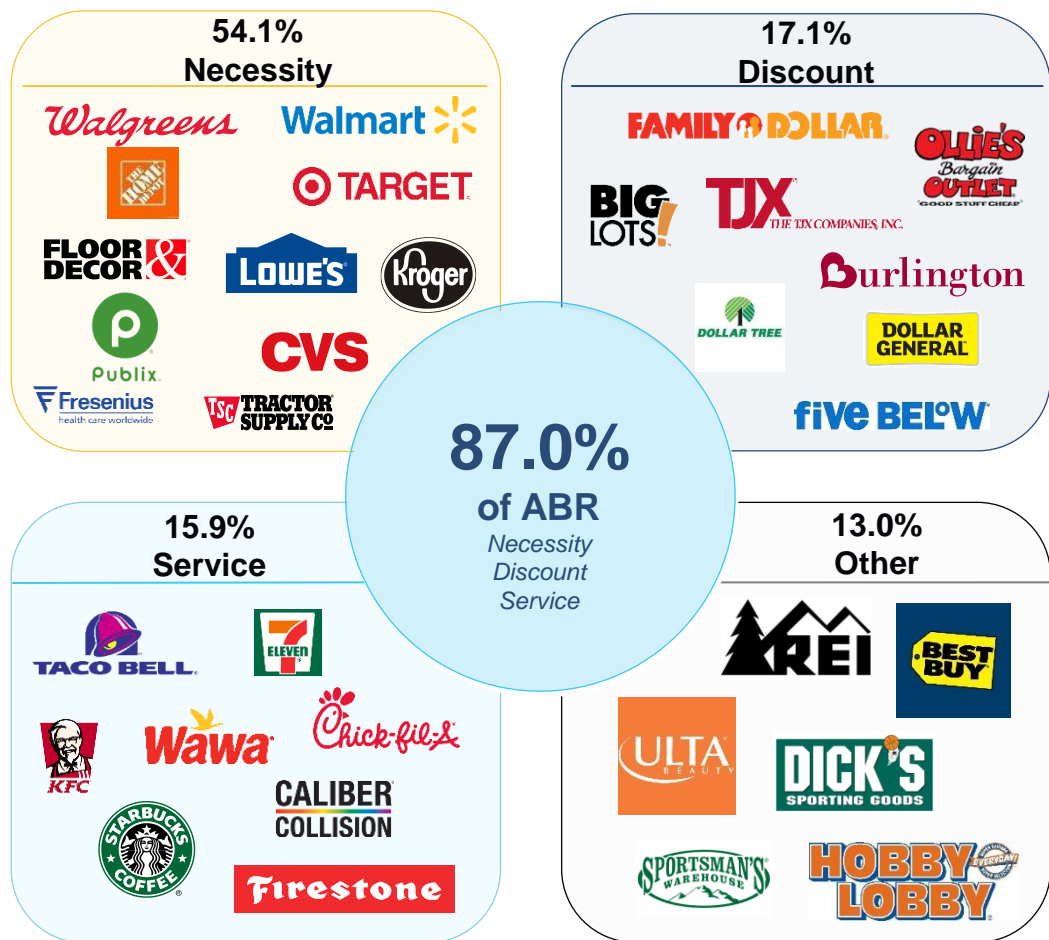 54.1%
Necessity
Walgreens
Walmart
THE HOME DEPOT
TARGET
FLOOR & DECOR
LOWE'S
Kroger
P
Publix
CVS
Fresenius
health care worldwide
TSC TRACTOR
SUPPLY CO
17.1%
Discount
FAMILY DOLLAR
OLLIE'S
Bargain
OUTLET
"GOOD STUFF CHEAP"
BIG
LOTS!
TJX
THE TJX COMPANIES, INC.
Burlington
DOLLAR TREE
DOLLAR
GENERAL
five BELOW
87.0%
of ABR
Necessity
Discount
Service
15.9%
Service
TACO BELL
7
ELEVEN
KFC
Wawa
Chick-fil-A
STARBUCKS
COFFEE
CALIBER
COLLISION
Firestone
13.0%
Other
REI
BEST
BUY
ULTA
BEAUTY
DICK'S
SPORTING GOODS
SPORTSMAN'S
WAREHOUSE
HOBBY
LOBBY
EVERYDAY!